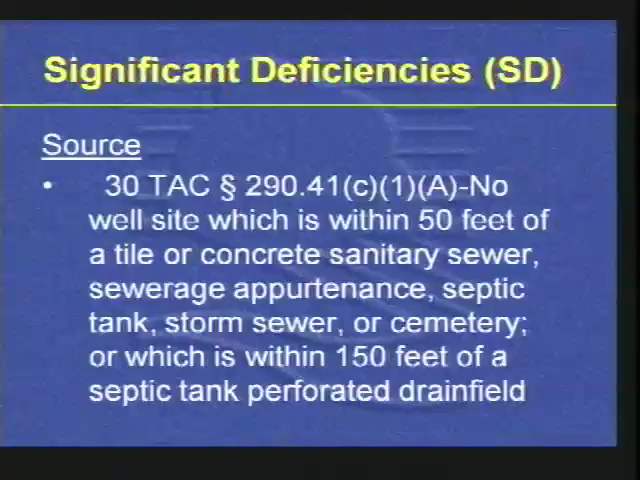 Significant Deficiencies (SD)
Source
• 30 TAC § 290.41(c)(1)(A)-No
well site which is within 50 feet of
a tile or concrete sanitary sewer,
sewerage appurtenance, septic
tank, storm sewer, or cemetery;
or which is within 150 feet of a
septic tank perforated drainfield